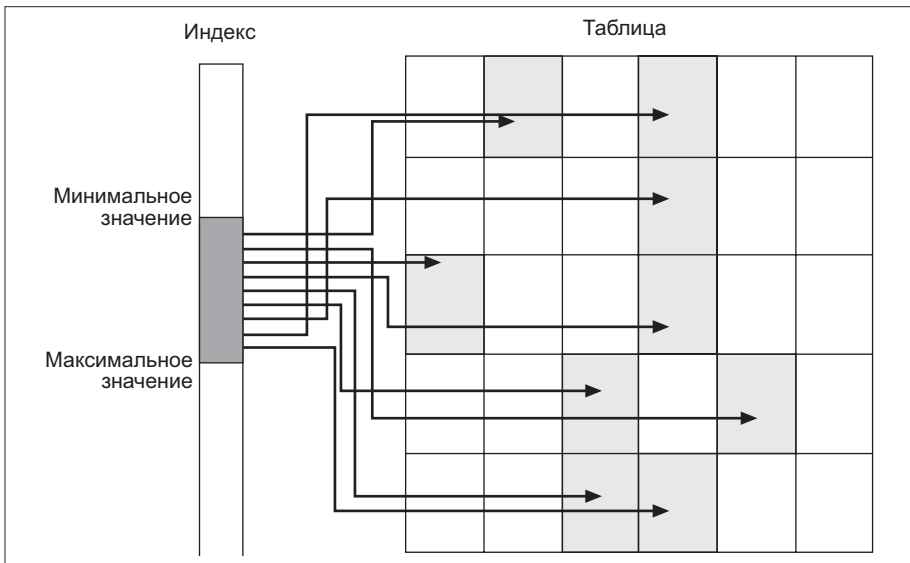 Индекс
Таблица
Минимальное
значение
Максимальное
значение